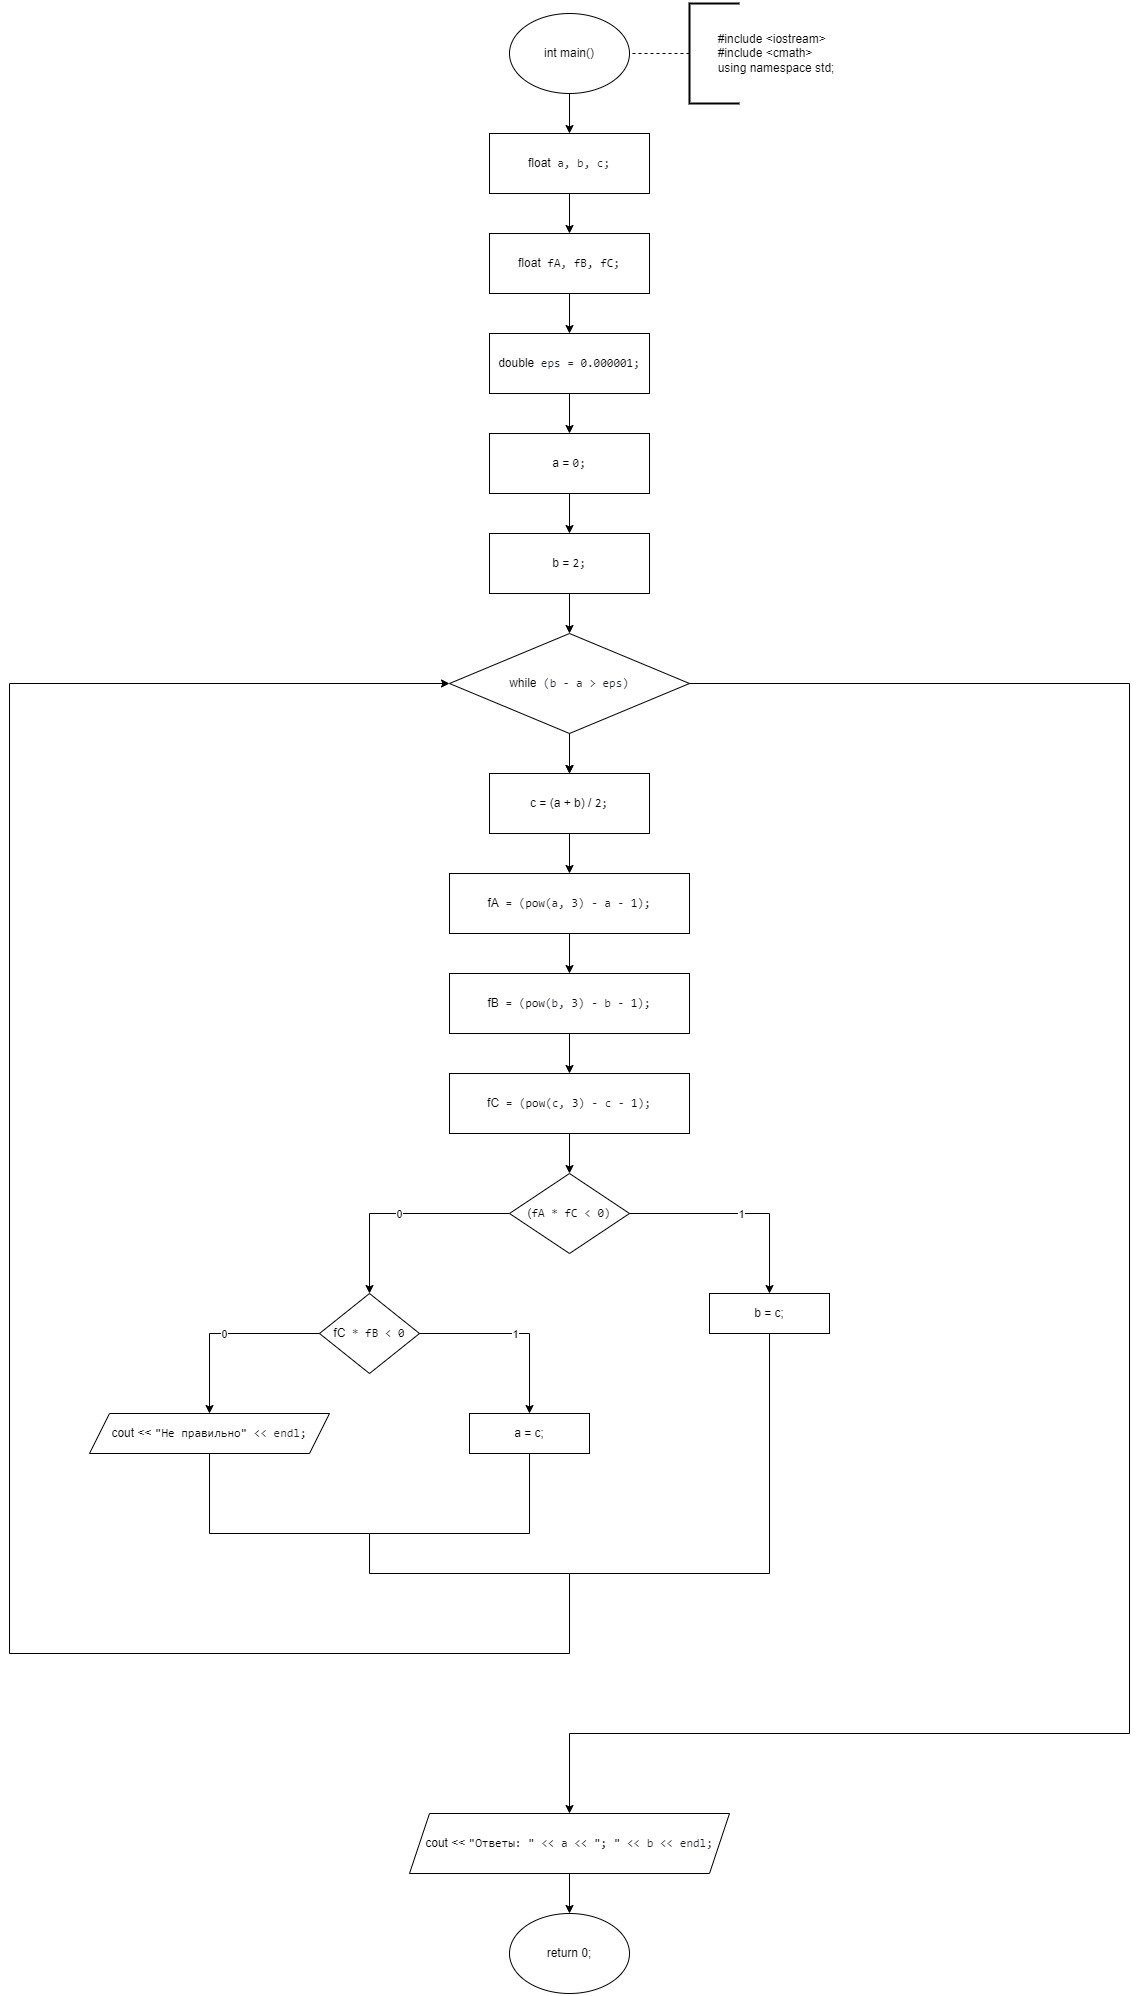 int main()
#include <iostream>
#include <cmath>
using namespace std;
float a, b, c;
float fA, fB, fC;
double eps = 0.000001;
a = 0;
b = 2;
while (b - a > eps)
c = (a + b) / 2;
fA = (pow(a, 3) - a - 1);
fB = (pow(b, 3) - b - 1);
fC = (pow(c, 3) - c - 1);
(fA * fC < 0)
0
1
b = c;
fC * fB < 0
0
1
cout << "Не правильно" << endl;
a = c;
cout << "Ответы: " << a << "; " << b << endl;
return 0;